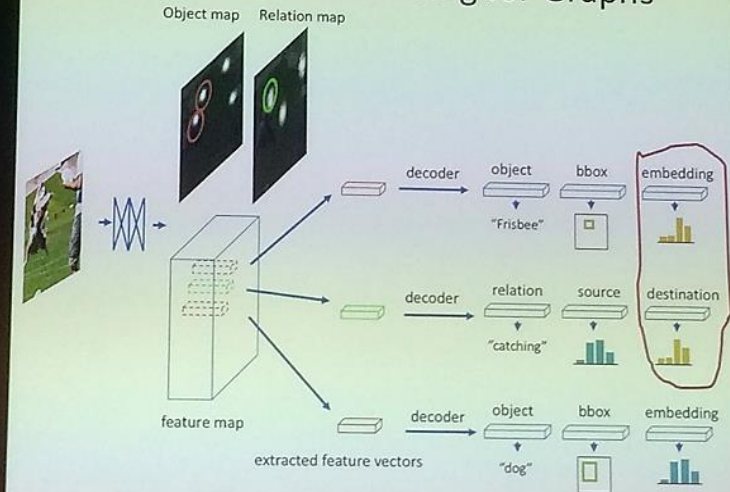 Graphs
Object map Relation map
decoder object bbox embedding
"Frisbee"
decoder relation source destination
"catching"
feature map
decoder object bbox embedding
extracted feature vectors
"dog"